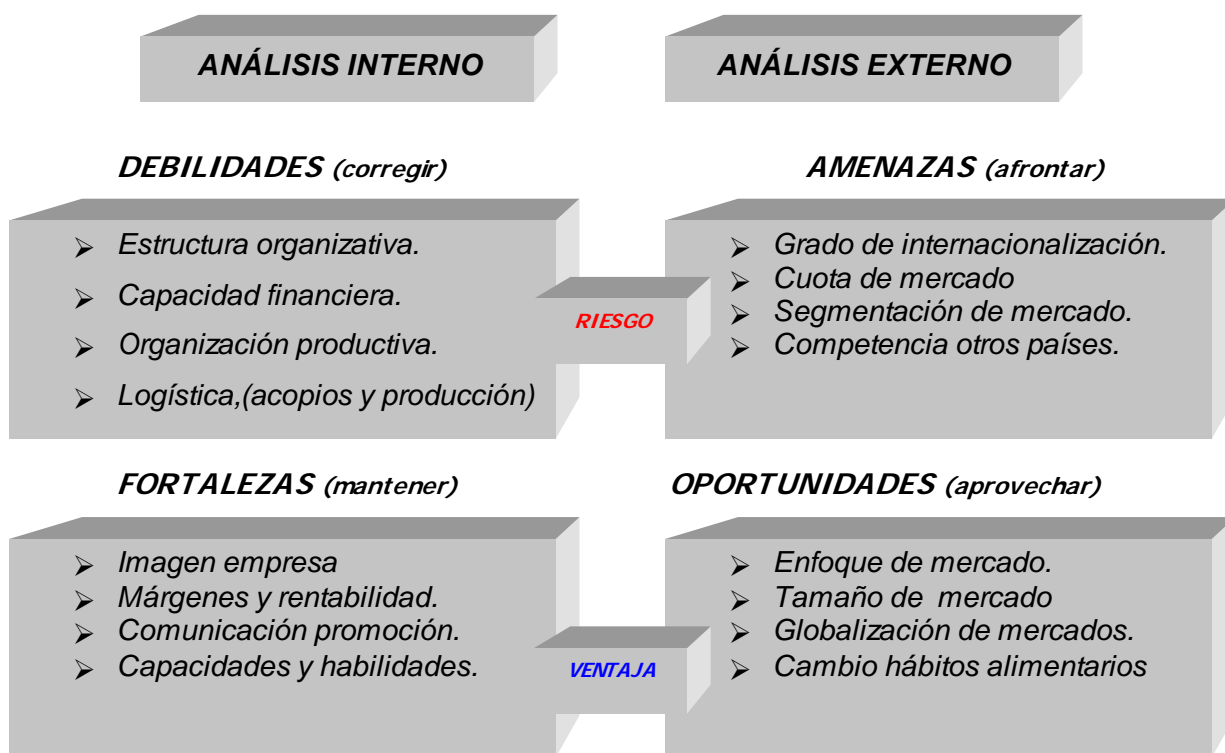 ANÁLISIS INTERNO
ANÁLISIS EXTERNO
DEBILIDADES (corregir)
Estructura organizativa.
Capacidad financiera.
Organización productiva.
Logística,(acopios y producción)
RIESGO
AMENAZAS (afrontar)
Grado de internacionalización.
Cuota de mercado
Segmentación de mercado.
Competencia otros países.
FORTALEZAS (mantener)
Imagen empresa
Márgenes y rentabilidad.
Comunicación promoción.
Capacidades y habilidades.
VENTAJA
OPORTUNIDADES (aprovechar)
Enfoque de mercado.
Tamaño de mercado
Globalización de mercados.
Cambio hábitos alimentarios